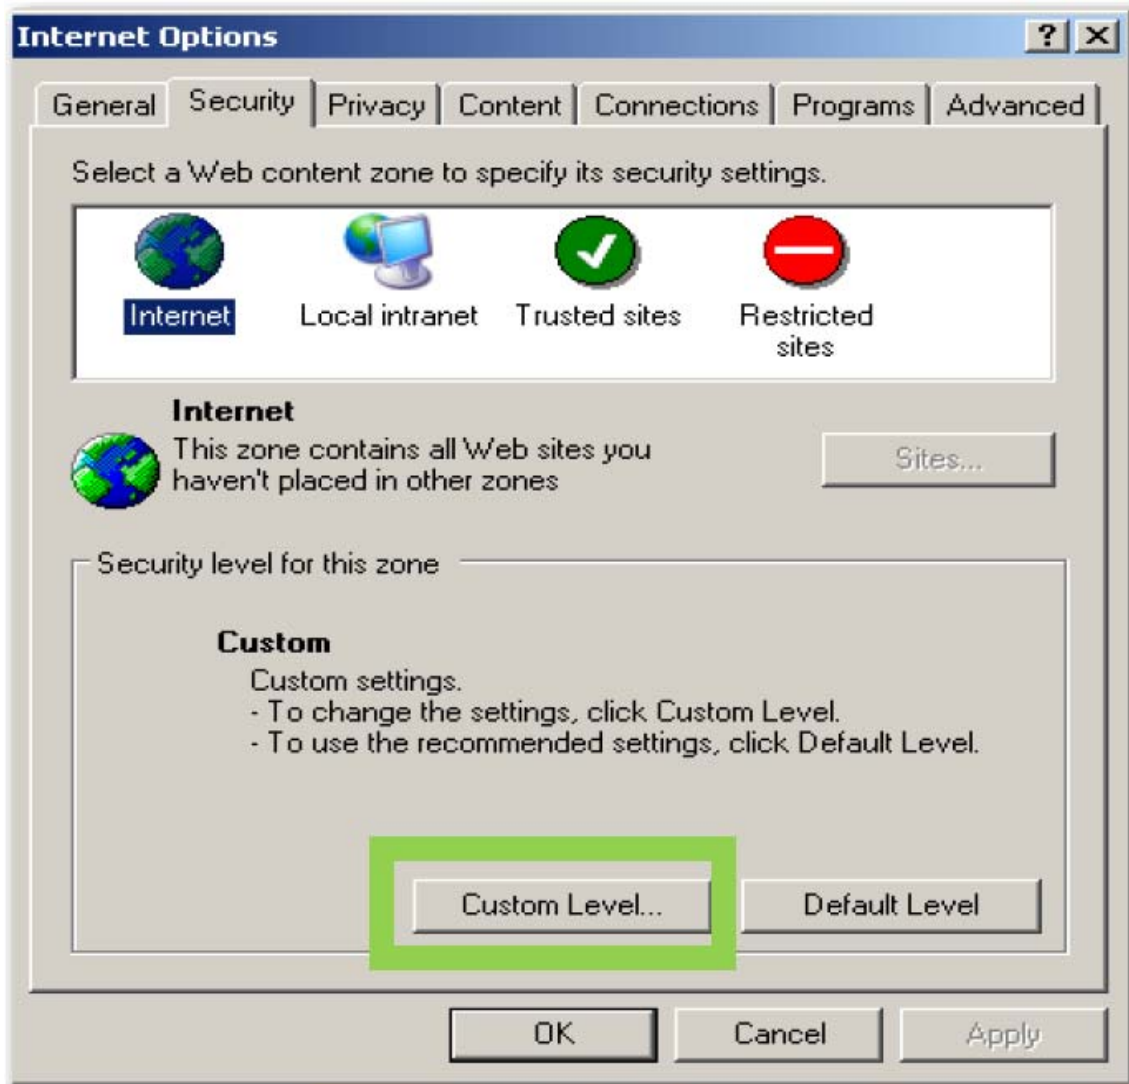 Internet Options
General Security Privacy Content Connections Programs Advanced
Select a Web content zone to specify its security settings.
Internet Local intranet Trusted sites Restricted sites
Internet
This zone contains all Web sites you
haven't placed in other zones
Sites...
Security level for this zone
Custom
Custom settings.
- To change the settings, click Custom Level.
- To use the recommended settings, click Default Level.
Custom Level... Default Level
OK Cancel Apply